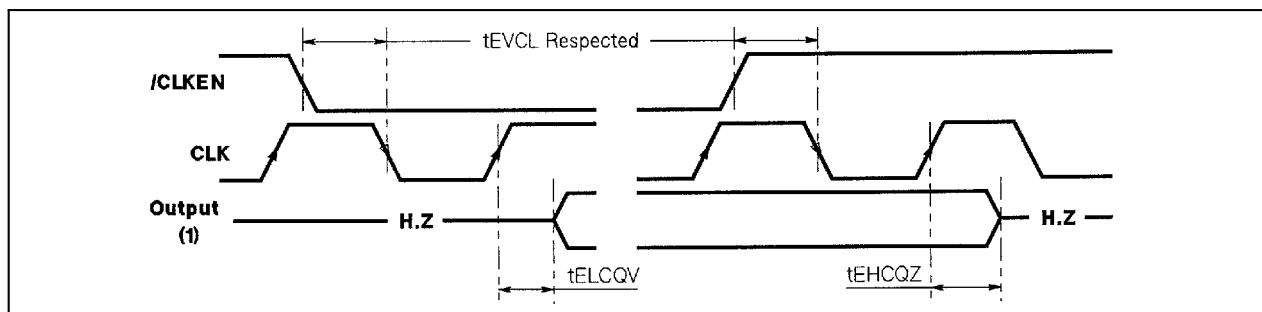 tEVCL Respected
/CLKEN
CLK
Output
(1)
H.Z
H.Z
tELCQV
tEHCQZ